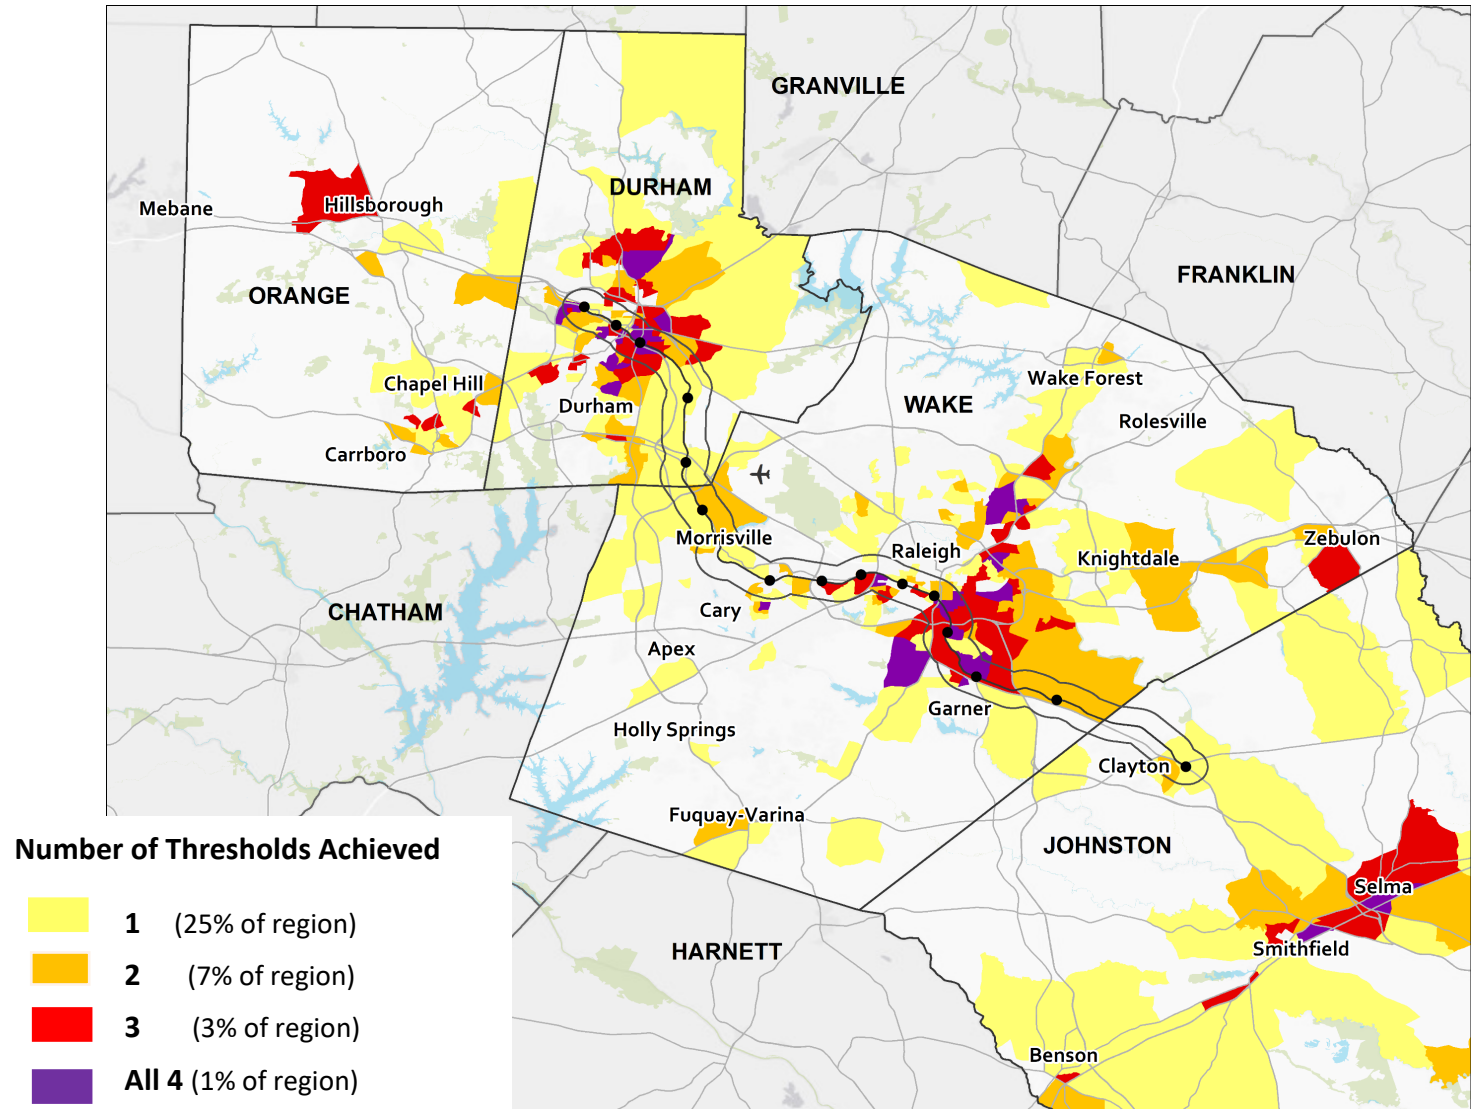 GRANVILLE
DURHAM
Mebane
Hillsborough
FRANKLIN
ORANGE
Chapel Hill
Wake Forest
WAKE
Durham
Rolesville
Carrboro
Morrisville
Raleigh
Knightdale
Zebulon
CHATHAM
Cary
Apex
Garner
Holly Springs
Clayton
Fuquay-Varina
JOHNSTON
Selma
HARNETT
Smithfield
Benson
Number of Thresholds Achieved
1 (25% of region)
2 (7% of region)
3 (3% of region)
All 4 (1% of region)